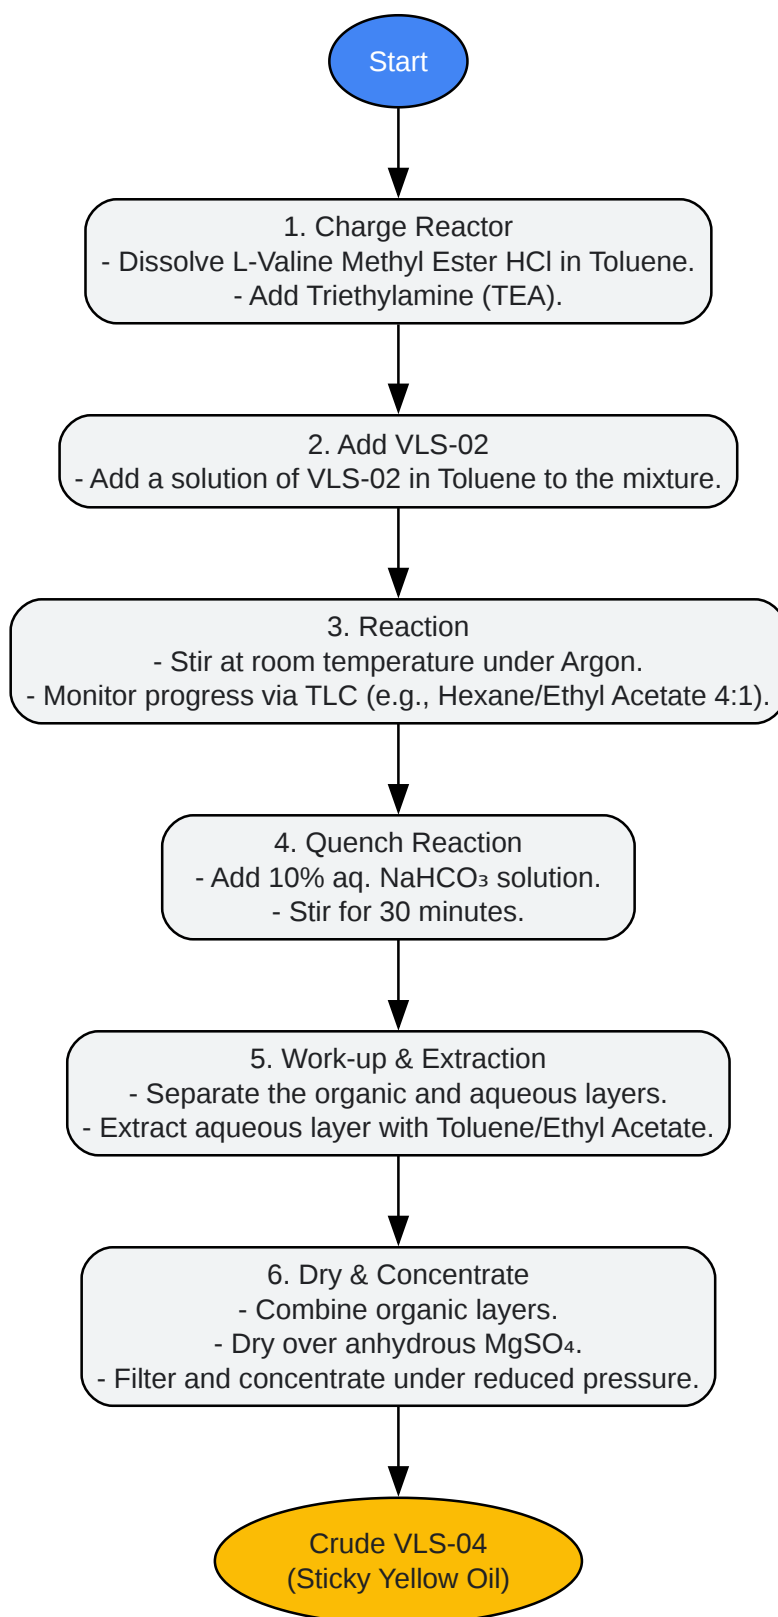 Start
1. Charge Reactor
- Dissolve L-Valine Methyl Ester HCl in Toluene.
- Add Triethylamine (TEA).
2. Add VLS-02
- Add a solution of VLS-02 in Toluene to the mixture.
3. Reaction
- Stir at room temperature under Argon.
- Monitor progress via TLC (e.g., Hexane/Ethyl Acetate 4:1).
4. Quench Reaction
- Add 10% aq. NaHCO₃ solution.
- Stir for 30 minutes.
5. Work-up & Extraction
- Separate the organic and aqueous layers.
- Extract aqueous layer with Toluene/Ethyl Acetate.
6. Dry & Concentrate
- Combine organic layers.
- Dry over anhydrous MgSO₄.
- Filter and concentrate under reduced pressure.
Crude VLS-04
(Sticky Yellow Oil)